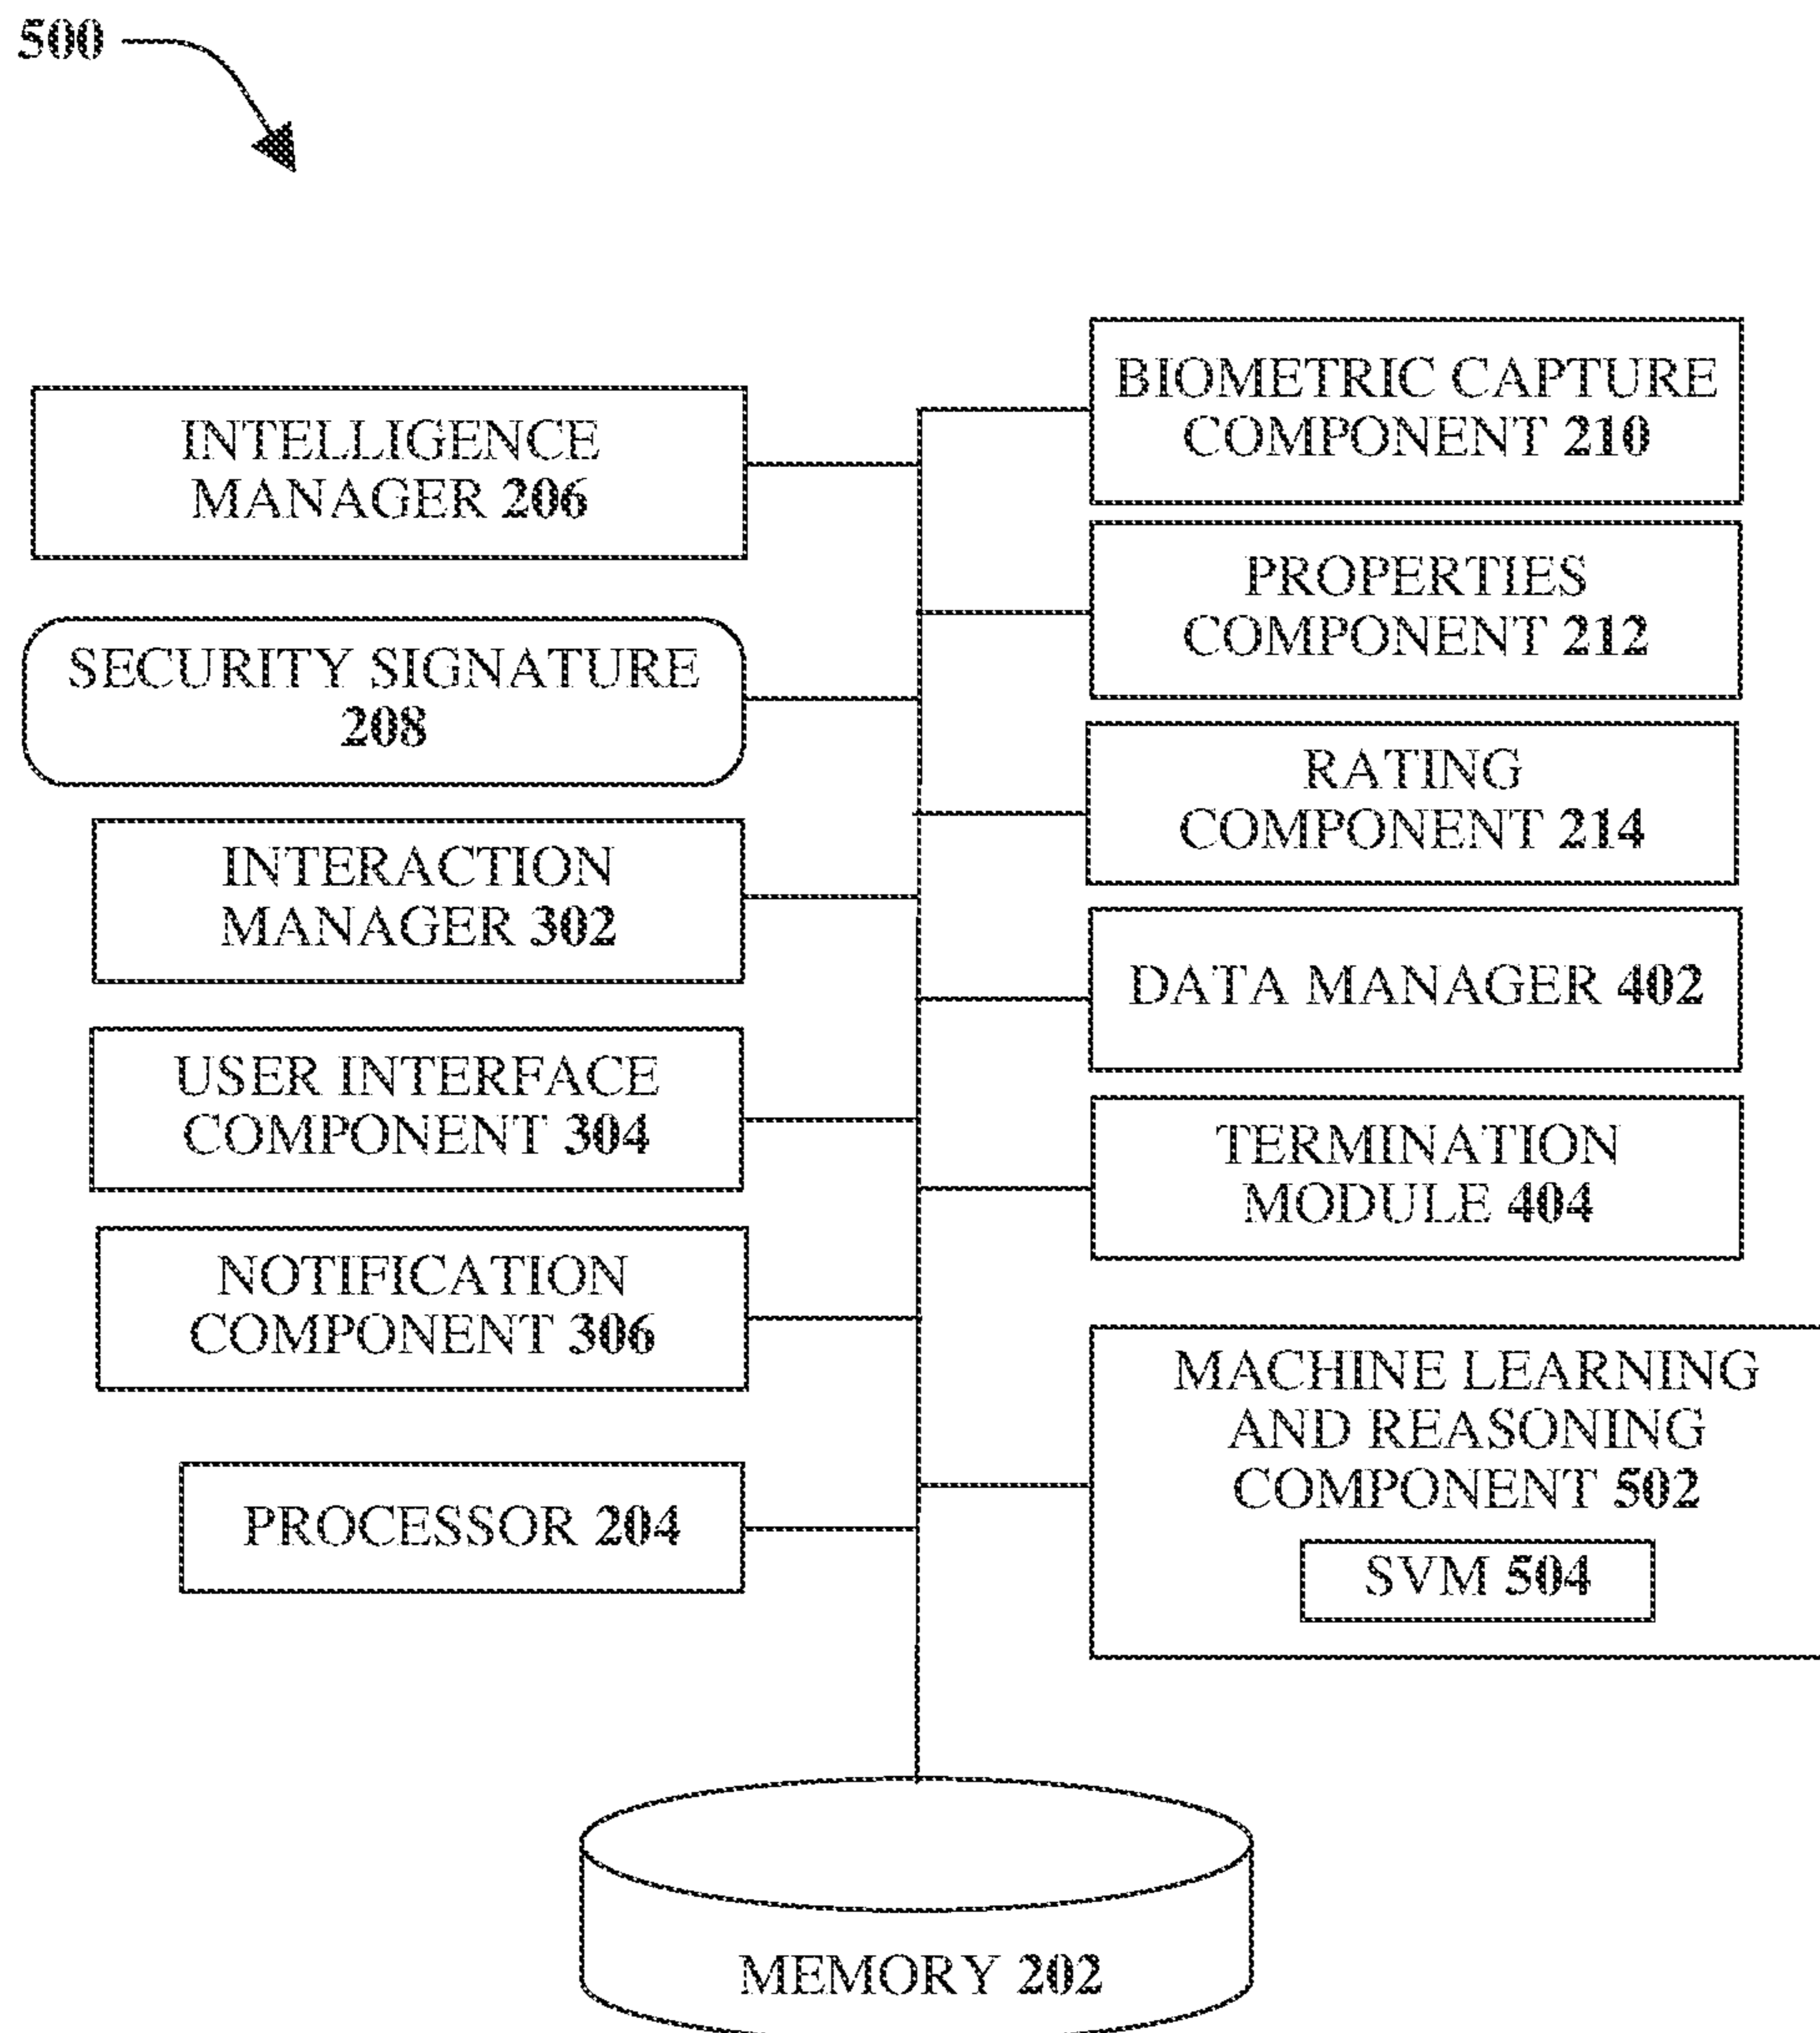 500
INTELLIGENCE
MANAGER 206
SECURITY SIGNATURE
208
INTERACTION
MANAGER 302
USER INTERFACE
COMPONENT 304
NOTIFICATION
COMPONENT 306
PROCESSOR 204
BIOMETRIC CAPTURE
COMPONENT 210
PROPERTIES
COMPONENT 212
RATING
COMPONENT 214
DATA MANAGER 402
TERMINATION
MODULE 404
MACHINE LEARNING
AND REASONING
COMPONENT 502
SVM 504
MEMORY 202